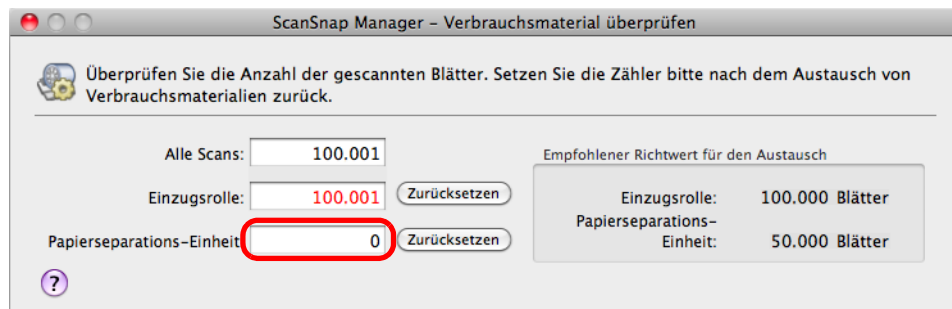 ScanSnap Manager – Verbrauchsmaterial überprüfen
Überprüfen Sie die Anzahl der gescannten Blätter. Setzen Sie die Zähler bitte nach dem Austausch von
Verbrauchsmaterialien zurück.
Alle Scans: 100.001
Einzugsrolle: 100.001 Zurücksetzen
Papierseparations-Einheit 0 Zurücksetzen
Empfohlener Richtwert für den Austausch
Einzugsrolle: 100.000 Blätter
Papierseparations-
Einheit: 50.000 Blätter
?